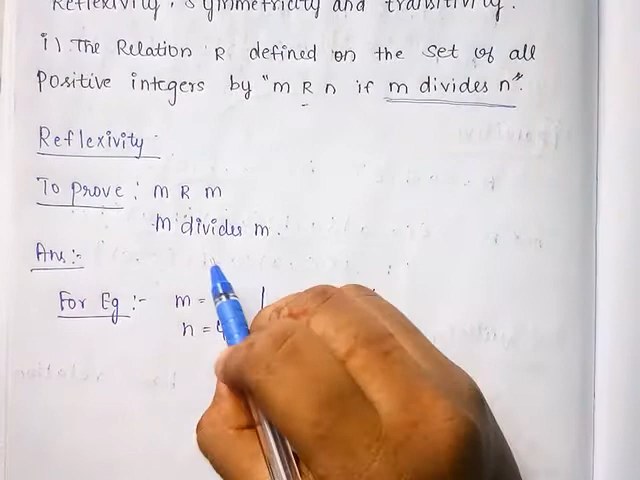 Reflexivity, symmetricity and transitivity.
i) The Relation R defined on the set of all
positive integers by "m R n if m divides n".
Reflexivity
To prove: m R m
m divides m.
Ans:-
For Eg :- m =
n =